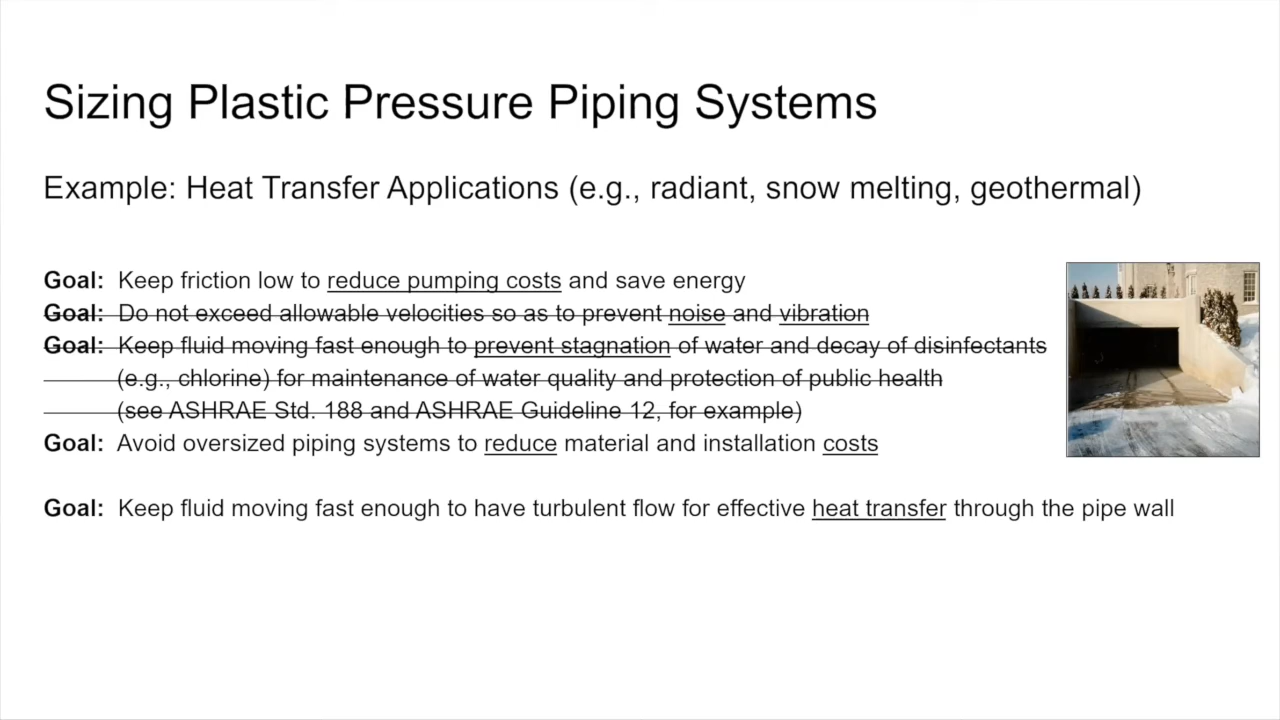 Sizing Plastic Pressure Piping Systems
Example: Heat Transfer Applications (e.g., radiant, snow melting, geothermal)
Goal: Keep friction low to reduce pumping costs and save energy
Goal: Do not exceed allowable velocities so as to prevent noise and vibration
Goal: Keep fluid moving fast enough to prevent stagnation of water and decay of disinfectants
(e.g., chlorine) for maintenance of water quality and protection of public health
(see ASHRAE Std. 188 and ASHRAE Guideline 12, for example)
Goal: Avoid oversized piping systems to reduce material and installation costs
Goal: Keep fluid moving fast enough to have turbulent flow for effective heat transfer through the pipe wall